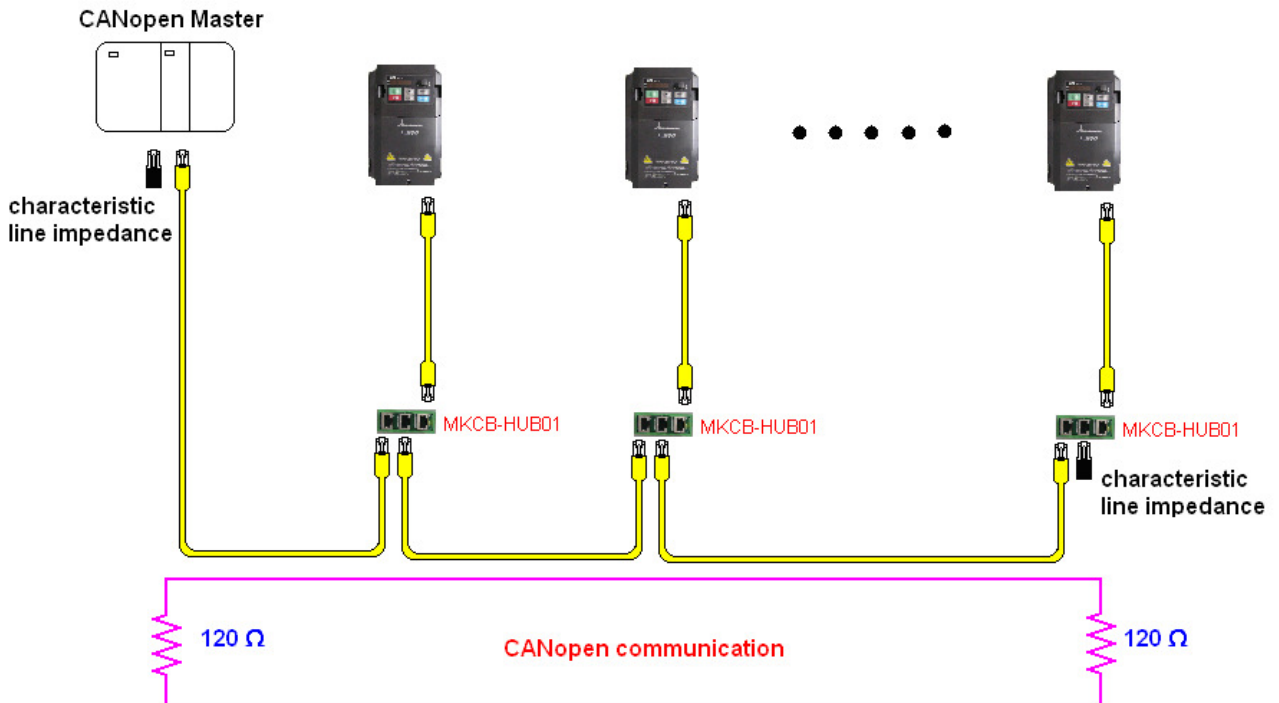 CANopen Master
characteristic
line impedance
MKCB-HUB01
MKCB-HUB01
MKCB-HUB01
characteristic
line impedance
120 Ω
CANopen communication
120 Ω